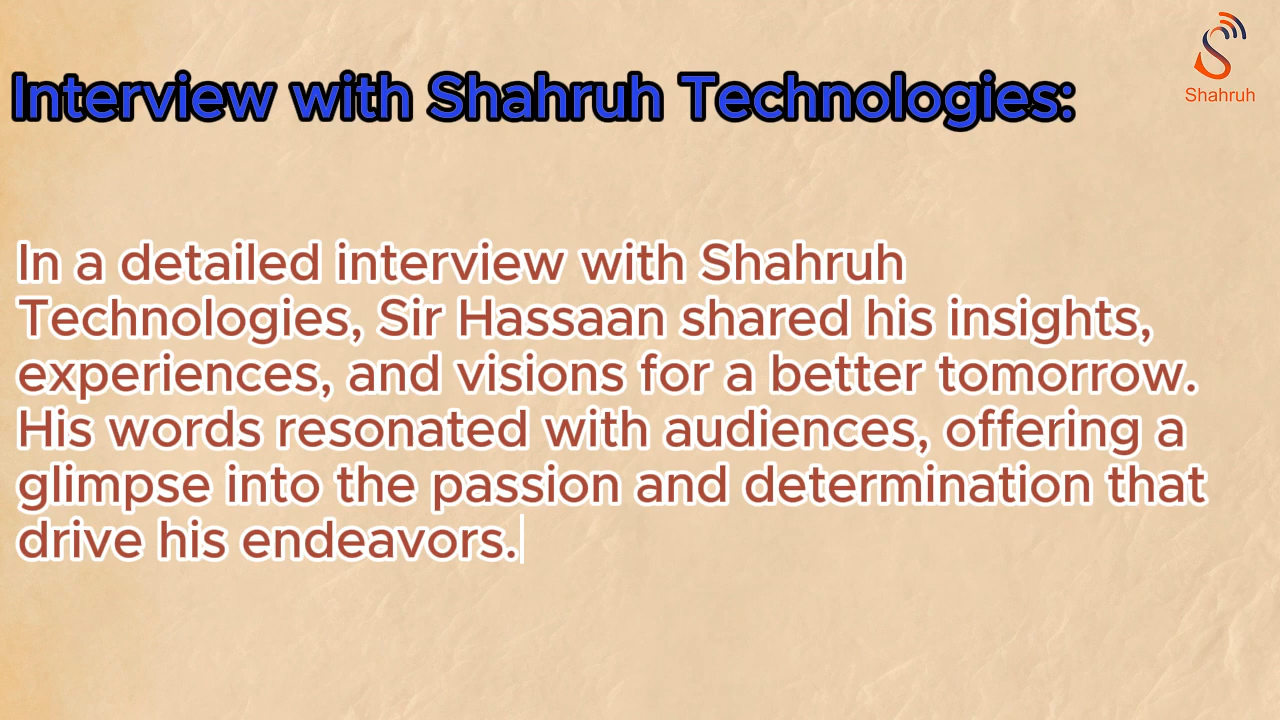 Shahruh
Interview with Shahruh Technologies:
In a detailed interview with Shahruh
Technologies, Sir Hassaan shared his insights,
experiences, and visions for a better tomorrow.
His words resonated with audiences, offering a
glimpse into the passion and determination that
drive his endeavors.